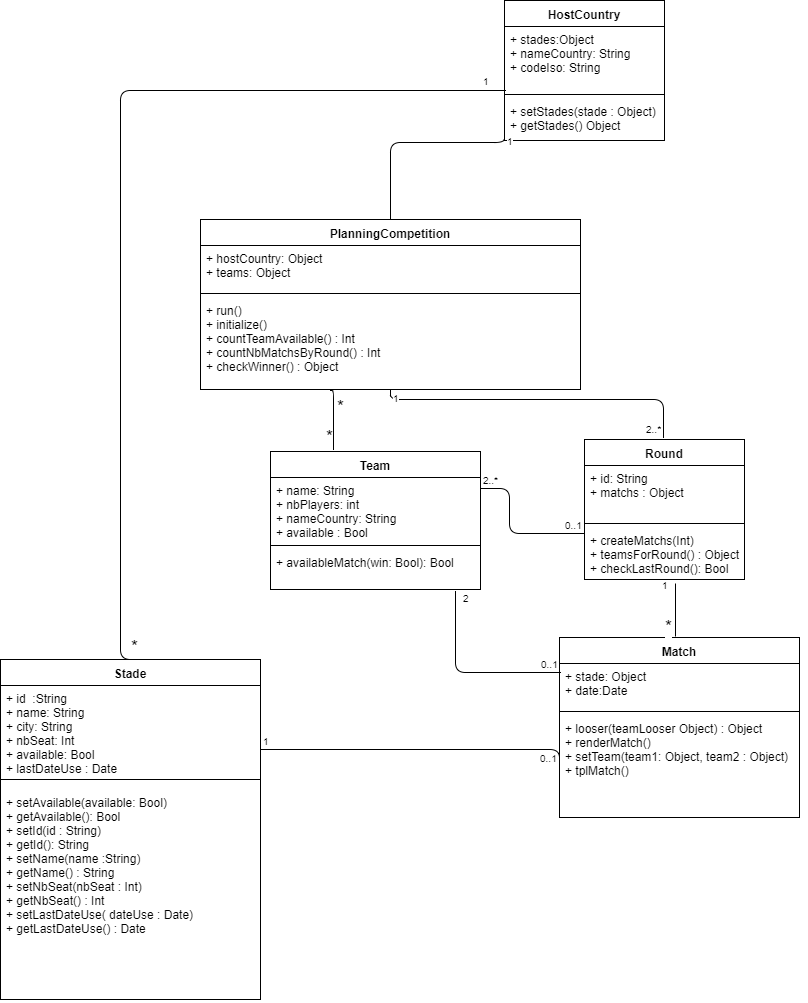 HostCountry
+ stades:Object
+ nameCountry: String
+ codeIso: String
1
+ setStades(stade : Object)
+ getStades() Object
1
PlanningCompetition
+ hostCountry: Object
+ teams: Object
+ run()
+ initialize()
+ countTeamAvailable() : Int
+ countNbMatchsByRound() : Int
+ checkWinner() : Object
*
1
*
2..*
Team
+ name: String
+ nbPlayers: int
+ nameCountry: String
+ available : Bool
+ availableMatch(win: Bool): Bool
2..*
0..1
Round
+ id: String
+ matchs : Object
+ createMatchs(Int)
+ teamsForRound() : Object
+ checkLastRound(): Bool
2
1
*
0..1
*
Match
+ stade: Object
+ date:Date
+ looser(teamLooser Object) : Object
+ renderMatch()
+ setTeam(team1: Object, team2 : Object)
+ tplMatch()
Stade
+ id  :String
+ name: String
+ city: String
+ nbSeat: Int
+ available: Bool
+ lastDateUse : Date
1
0..1
+ setAvailable(available: Bool)
+ getAvailable(): Bool
+ setId(id : String)
+ getId(): String
+ setName(name :String)
+ getName() : String
+ setNbSeat(nbSeat : Int)
+ getNbSeat() : Int
+ setLastDateUse( dateUse : Date)
+ getLastDateUse() : Date